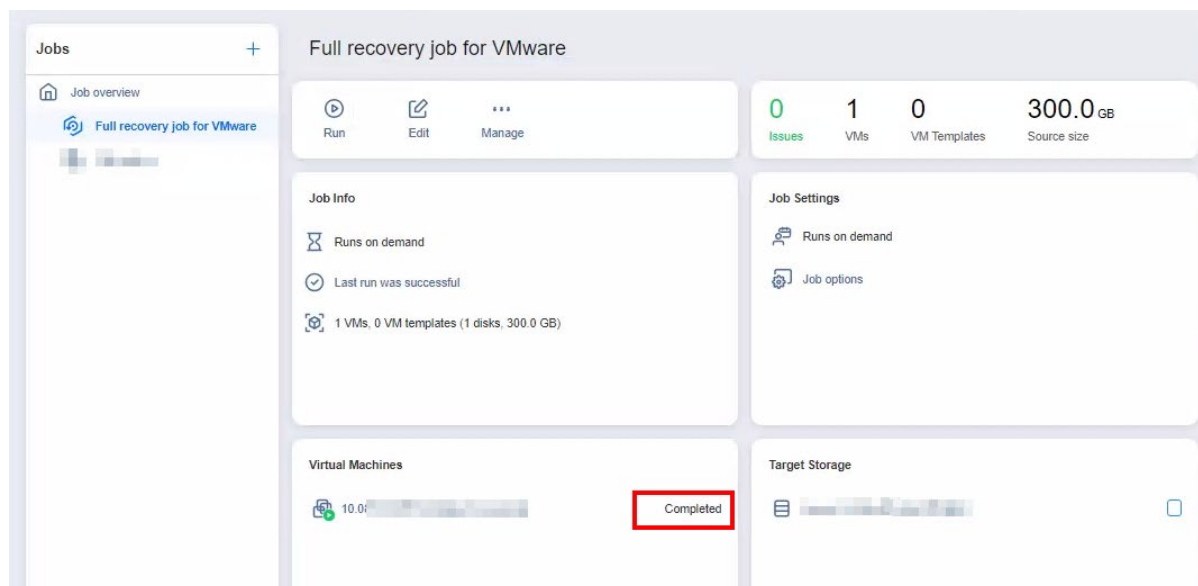 Jobs
Job overview
Full recovery job for VMware
Full recovery job for VMware
Run
Edit
Manage
0
Issues
1
VMs
0
VM Templates
300.0 GB
Source size
Job Info
Runs on demand
Last run was successful
1 VMs, 0 VM templates (1 disks, 300.0 GB)
Job Settings
Runs on demand
Job options
Virtual Machines
Completed
Target Storage